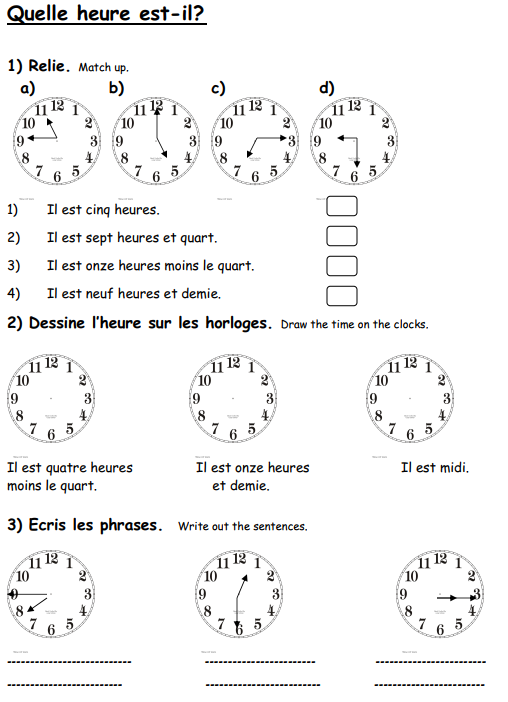 Quelle heure est-il?
1) Relie. Match up.
a) b) c) d)
12 1 2 3 4 5 6 7 8 9 10 11
12 1 2 3 4 5 6 7 8 9 10 11
12 1 2 3 4 5 6 7 8 9 10 11
12 1 2 3 4 5 6 7 8 9 10 11
1) Il est cinq heures.
2) Il est sept heures et quart.
3) Il est onze heures moins le quart.
4) Il est neuf heures et demie.
2) Dessine l’heure sur les horloges. Draw the time on the clocks.
12 1 2 3 4 5 6 7 8 9 10 11
12 1 2 3 4 5 6 7 8 9 10 11
12 1 2 3 4 5 6 7 8 9 10 11
Il est quatre heures
moins le quart.
Il est onze heures
et demie.
Il est midi.
3) Ecris les phrases. Write out the sentences.
12 1 2 3 4 5 6 7 8 9 10 11
12 1 2 3 4 5 6 7 8 9 10 11
12 1 2 3 4 5 6 7 8 9 10 11